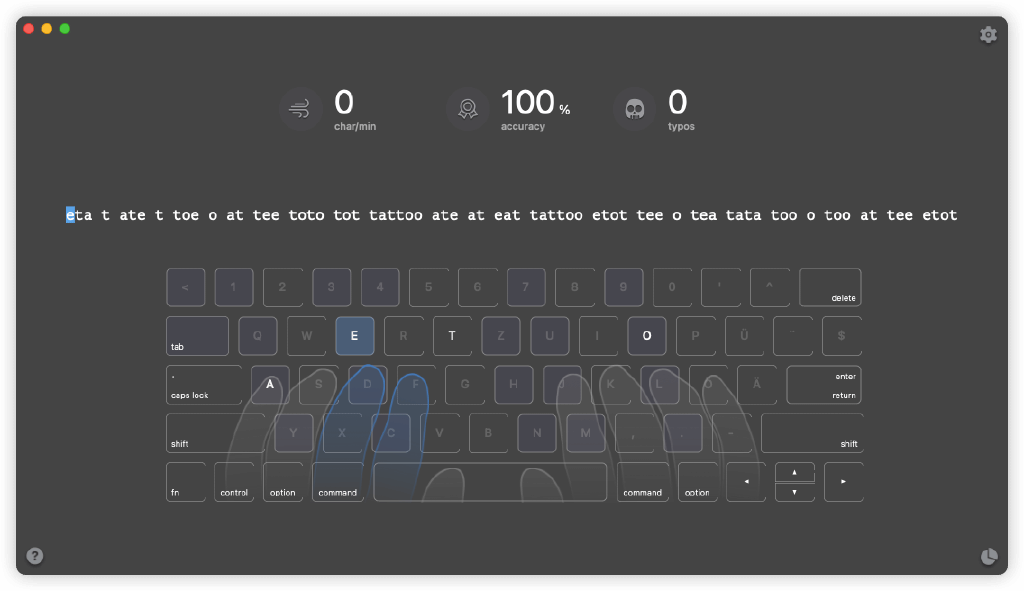 0 100 % 0
char/min accuracy typos
eta t ate t toe o at tee toto tot tattoo ate at eat tattoo etot tee o tea tata too o too at tee etot
< 1 2 3 4 5 6 7 8 9 0 ' ^ delete
tab Q W E R T Z U I O P Ü ¨ $
caps lock A S D F G H J K L Ö Ä enter return
shift Y X C V B N M , . - shift
fn control option command command option ◂ ▴ ▾ ▸
?